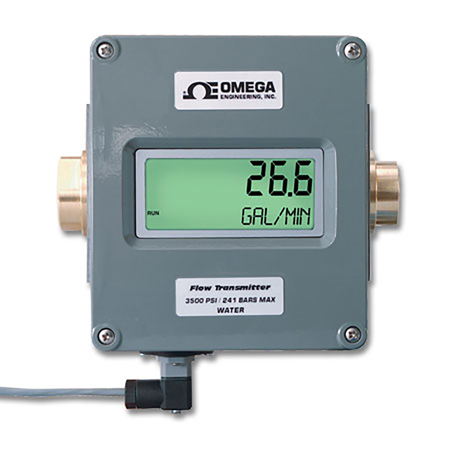 OMEGA
ENGINEERING, INC.
26.6
RUN GAL/MIN
Flow Transmitter
3500 PSI / 241 BARS MAX
WATER